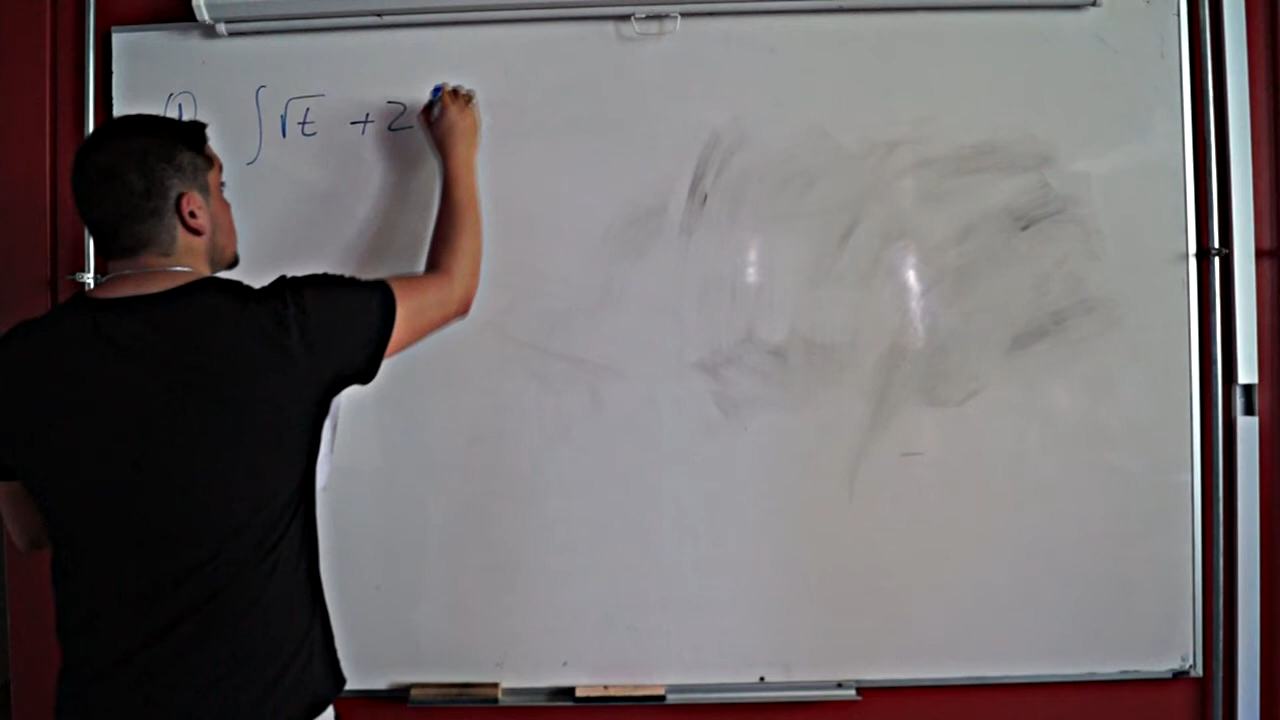 ① ∫√t + 2